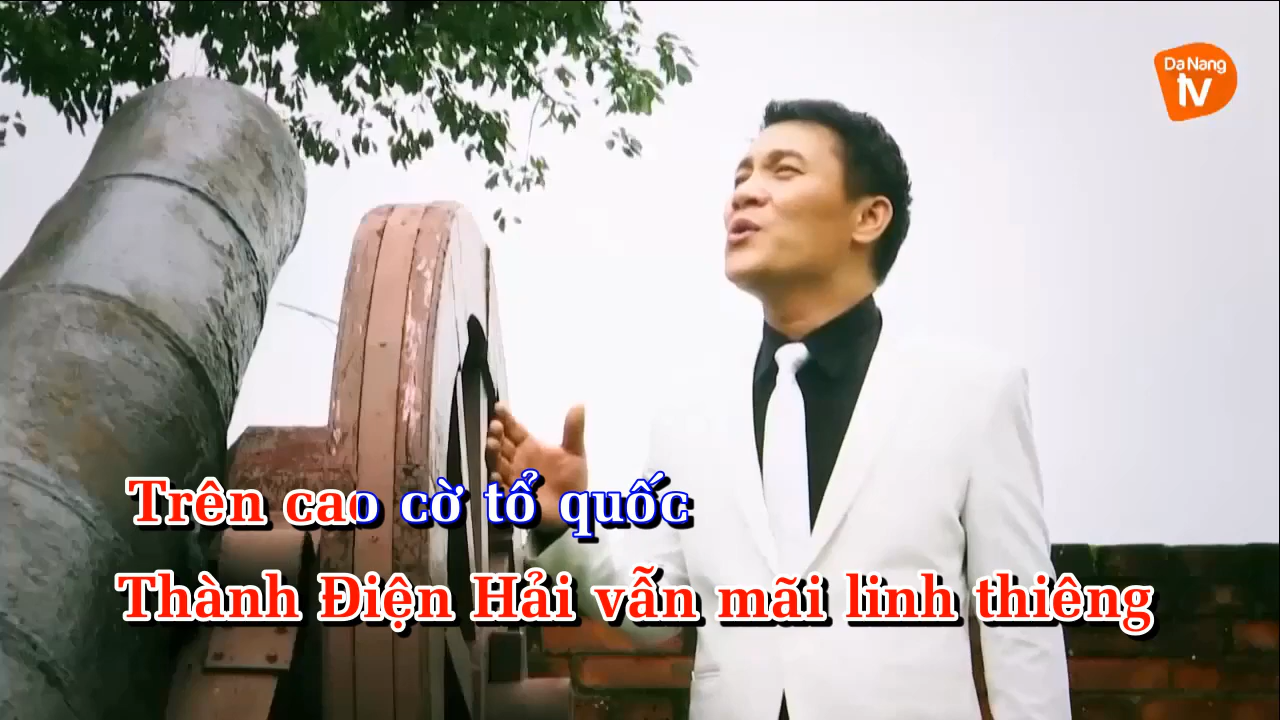 Da Nang
tv
Trên cao cờ tổ quốc
Thành Điện Hải vẫn mãi linh thiêng